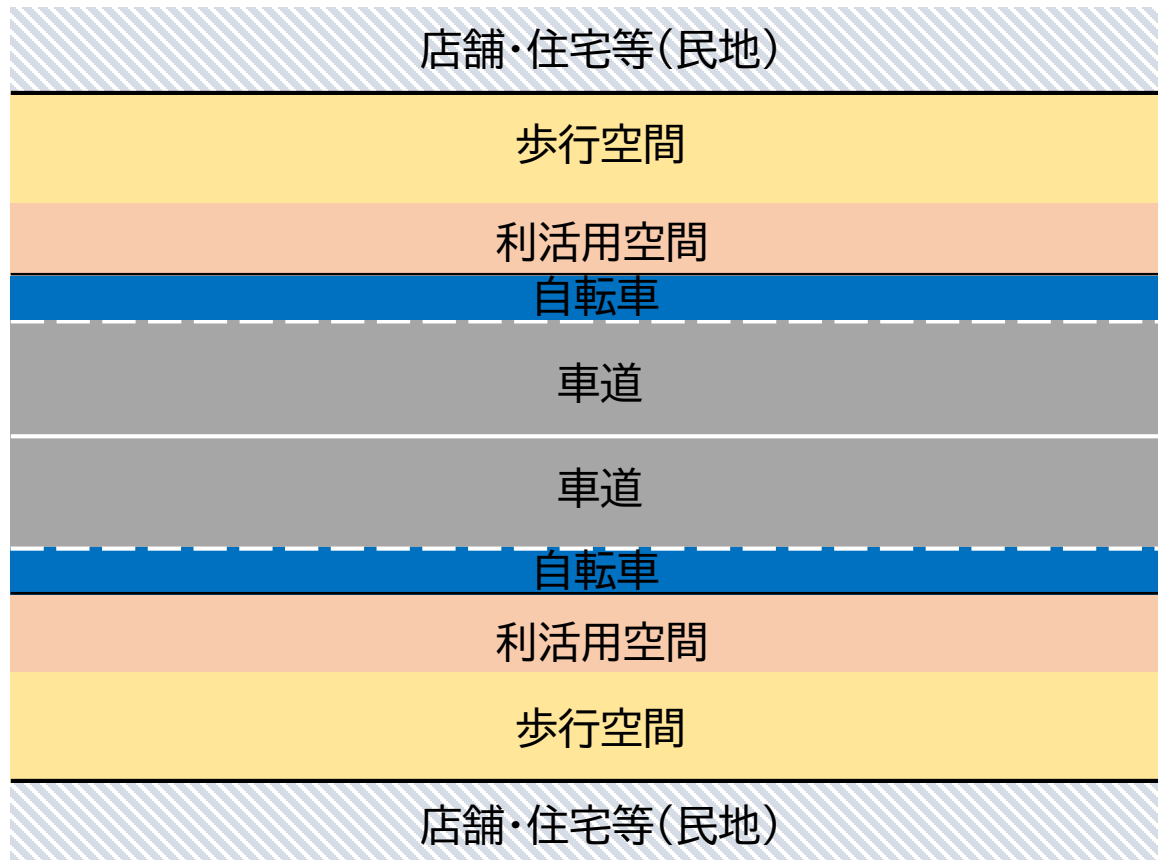 店舗・住宅等(民地)
歩行空間
利活用空間
自転車
車道
車道
自転車
利活用空間
歩行空間
店舗・住宅等(民地)